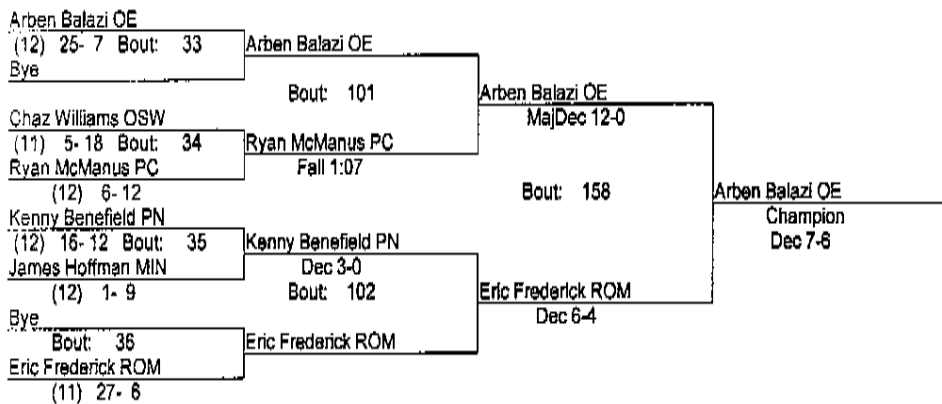 Arben Balazi OE
(12) 25- 7 Bout: 33
Bye
Arben Balazi OE
Bout: 101
Chaz Williams OSW
(11) 5- 18 Bout: 34
Ryan McManus PC
(12) 6- 12
Ryan McManus PC
Fall 1:07
Arben Balazi OE
MajDec 12-0
Bout: 158
Kenny Benefield PN
(12) 16- 12 Bout: 35
James Hoffman MIN
(12) 1- 9
Kenny Benefield PN
Dec 3-0
Bout: 102
Bye
Bout: 36
Eric Frederick ROM
(11) 27- 6
Eric Frederick ROM
Eric Frederick ROM
Dec 6-4
Arben Balazi OE
Champion
Dec 7-6